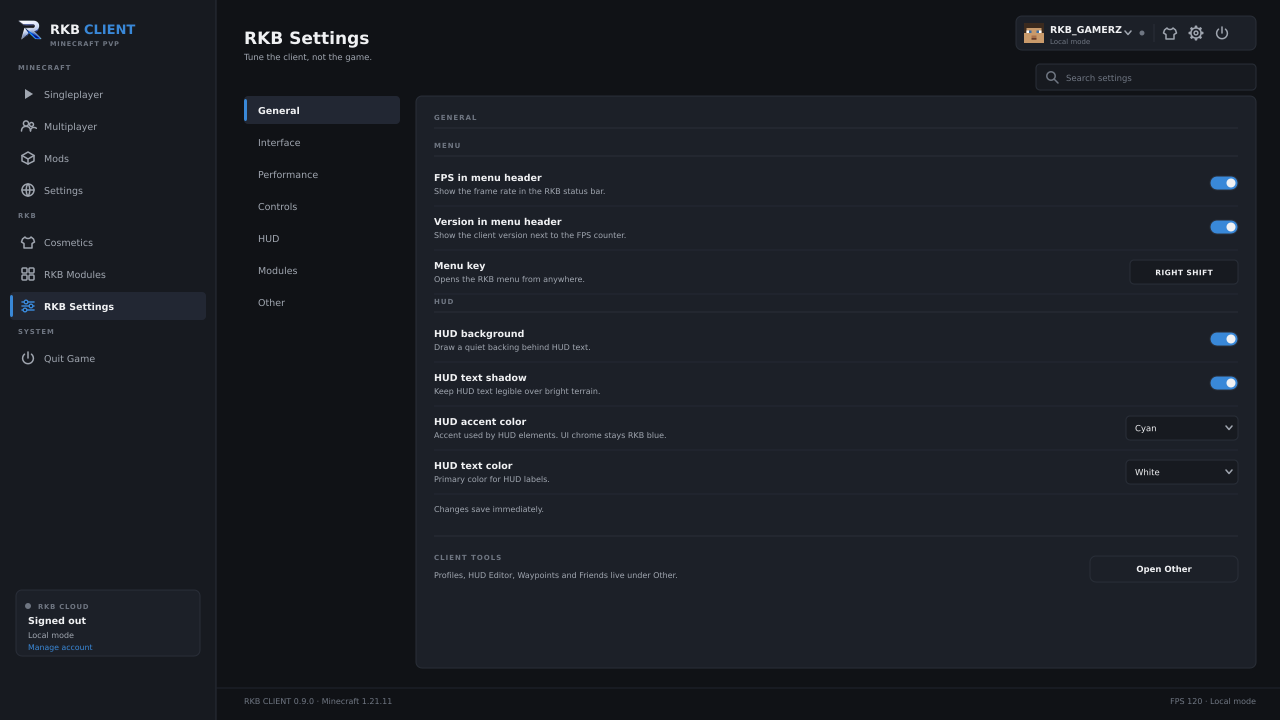 RKB CLIENT
MINECRAFT PVP
MINECRAFT
Singleplayer
Multiplayer
Mods
Settings
RKB
Cosmetics
RKB Modules
RKB Settings
SYSTEM
Quit Game
RKB CLOUD
Signed out
Local mode
Manage account
RKB Settings
Tune the client, not the game.
RKB_GAMERZ
Local mode
Search settings
General
Interface
Performance
Controls
HUD
Modules
Other
GENERAL
MENU
FPS in menu header
Show the frame rate in the RKB status bar.
Version in menu header
Show the client version next to the FPS counter.
Menu key
Opens the RKB menu from anywhere.
RIGHT SHIFT
HUD
HUD background
Draw a quiet backing behind HUD text.
HUD text shadow
Keep HUD text legible over bright terrain.
HUD accent color
Accent used by HUD elements. UI chrome stays RKB blue.
Cyan
HUD text color
Primary color for HUD labels.
White
Changes save immediately.
CLIENT TOOLS
Profiles, HUD Editor, Waypoints and Friends live under Other.
Open Other
RKB CLIENT 0.9.0 · Minecraft 1.21.11
FPS 120 · Local mode